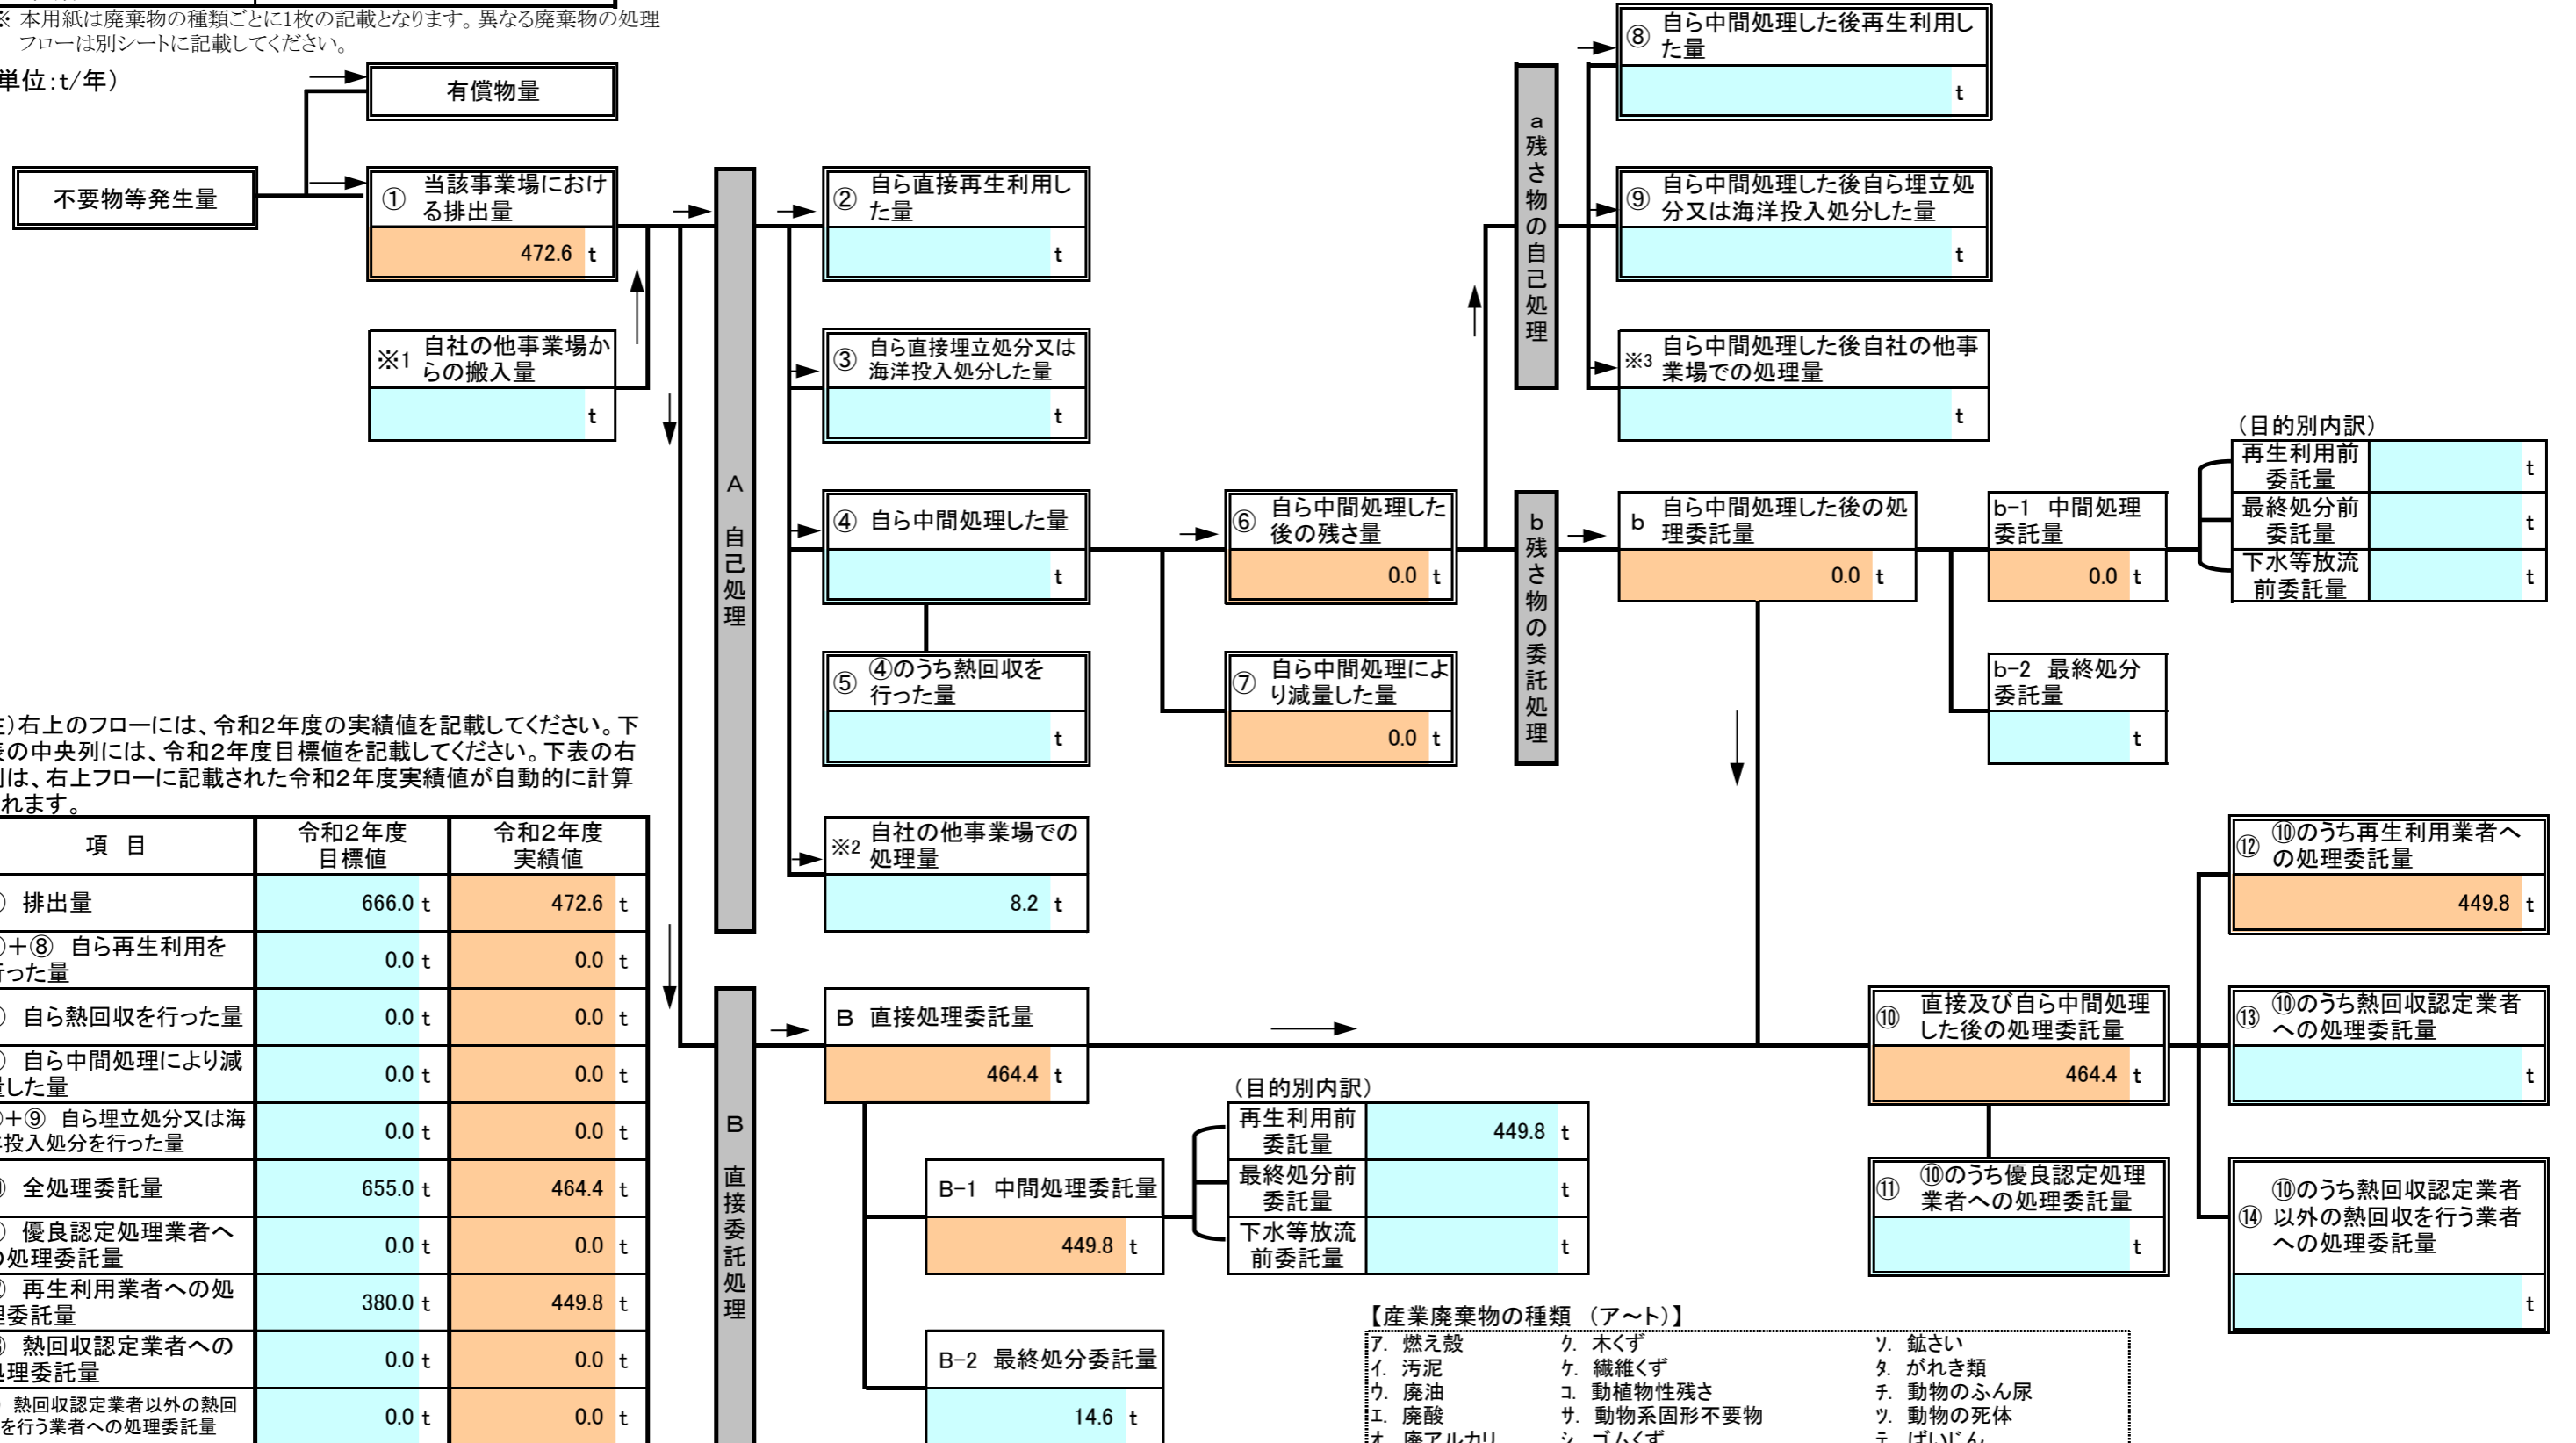 ※ 本用紙は廃棄物の種類ごとに1枚の記載となります。異なる廃棄物の処理
フローは別シートに記載してください。
単位:t/年)
有償物量
不要物等発生量
① 当該事業場におけ
る排出量
472.6 t
※1 自社の他事業場か
らの搬入量
t
A 自己処理
② 自ら直接再生利用し
た量
t
③ 自ら直接埋立処分又は
海洋投入処分した量
t
④ 自ら中間処理した量
t
⑤ ④のうち熱回収を
行った量
t
※2 自社の他事業場での
処理量
8.2 t
⑥ 自ら中間処理した
後の残さ量
0.0 t
⑦ 自ら中間処理によ
り減量した量
0.0 t
a残さ物の自己処理
⑧ 自ら中間処理した後再生利用し
た量
t
⑨ 自ら中間処理した後自ら埋立処
分又は海洋投入処分した量
t
※3 自ら中間処理した後自社の他事
業場での処理量
t
b残さ物の委託処理
b 自ら中間処理した後の処
理委託量
0.0 t
b-1 中間処理
委託量
0.0 t
b-2 最終処分
委託量
t
(目的別内訳)
再生利用前
委託量
t
最終処分前
委託量
t
下水等放流
前委託量
t
)右上のフローには、令和2年度の実績値を記載してください。下
表の中央列には、令和2年度目標値を記載してください。下表の右
は、右上フローに記載された令和2年度実績値が自動的に計算
れます。
項 目 令和2年度
目標値 令和2年度
実績値
排出量 666.0 t 472.6 t
+⑧ 自ら再生利用を
行った量 0.0 t 0.0 t
自ら熱回収を行った量 0.0 t 0.0 t
自ら中間処理により減
量した量 0.0 t 0.0 t
+⑨ 自ら埋立処分又は海
洋投入処分を行った量 0.0 t 0.0 t
全処理委託量 655.0 t 464.4 t
優良認定処理業者へ
の処理委託量 0.0 t 0.0 t
再生利用業者への処
理委託量 380.0 t 449.8 t
熱回収認定業者への
処理委託量 0.0 t 0.0 t
熱回収認定業者以外の熱回
を行う業者への処理委託量 0.0 t 0.0 t
B 直接委託処理
B 直接処理委託量
464.4 t
B-1 中間処理委託量
449.8 t
B-2 最終処分委託量
14.6 t
(目的別内訳)
再生利用前
委託量
449.8 t
最終処分前
委託量
t
下水等放流
前委託量
t
⑩ 直接及び自ら中間処理
した後の処理委託量
464.4 t
⑪ ⑩のうち優良認定処理
業者への処理委託量
t
⑫ ⑩のうち再生利用業者へ
の処理委託量
449.8 t
⑬ ⑩のうち熱回収認定業者
への処理委託量
t
⑭ ⑩のうち熱回収認定業者
以外の熱回収を行う業者
への処理委託量
t
【産業廃棄物の種類 (ア~ト)】
ア. 燃え殻 ク. 木くず ソ. 鉱さい
イ. 汚泥 ケ. 繊維くず タ. がれき類
ウ. 廃油 コ. 動植物性残さ チ. 動物のふん尿
エ. 廃酸 サ. 動物系固形不要物 ツ. 動物の死体
オ. 廃アルカリ シ. ゴムくず テ. ばいじん